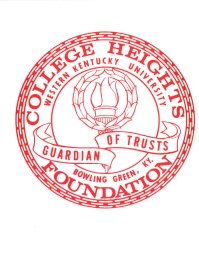 COLLEGE HEIGHTS
WESTERN KENTUCKY UNIVERSITY
GUARDIAN OF TRUSTS
BOWLING GREEN, KY.
FOUNDATION